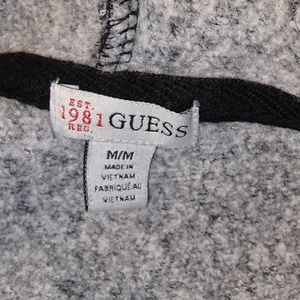 EST.
1981 GUESS
REG.
M/M
MADE IN
VIETNAM
FABRIQUÉ AU
VIETNAM